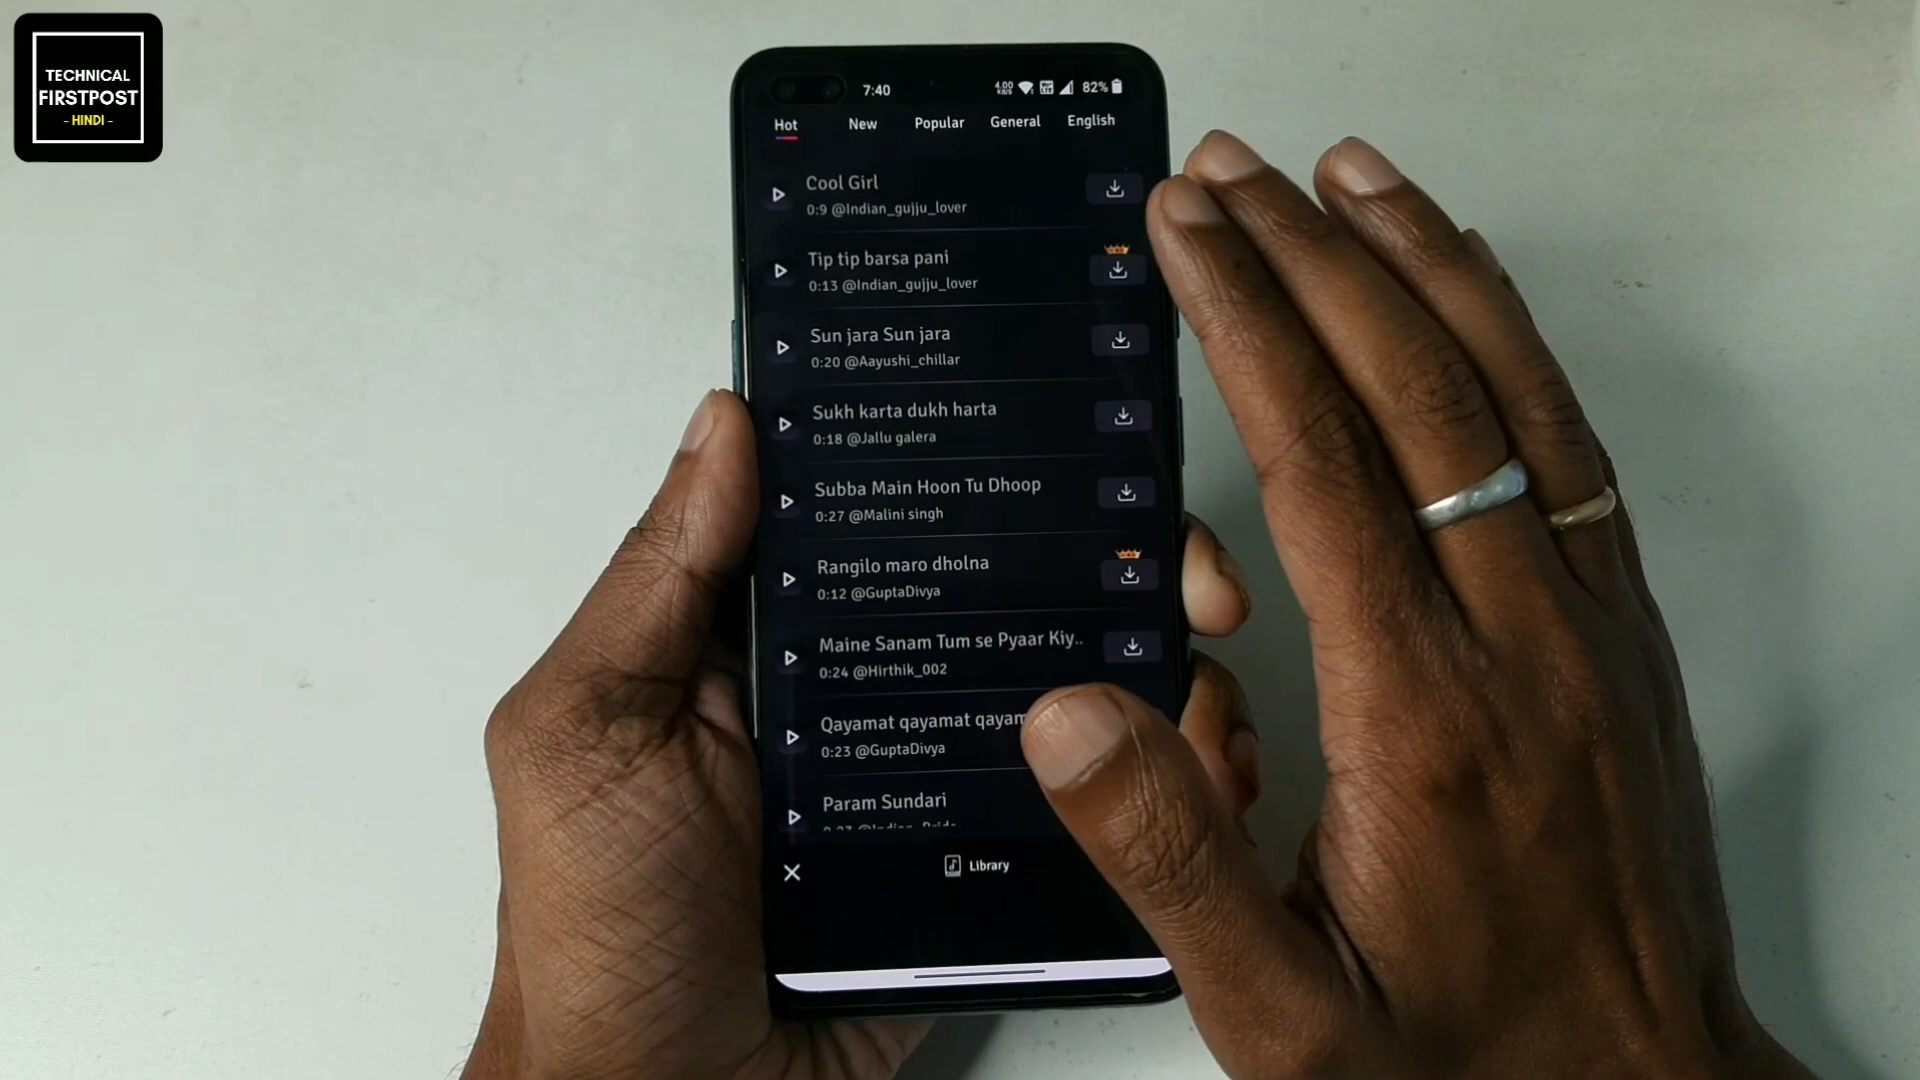 TECHNICAL
FIRSTPOST
- HINDI -
7:40
4.00
KB/S
82%
Hot
New
Popular
General
English
Cool Girl
0:9 @Indian_gujju_lover
Tip tip barsa pani
0:13 @Indian_gujju_lover
Sun jara Sun jara
0:20 @Aayushi_chillar
Sukh karta dukh harta
0:18 @Jallu galera
Subba Main Hoon Tu Dhoop
0:27 @Malini singh
Rangilo maro dholna
0:12 @GuptaDivya
Maine Sanam Tum se Pyaar Kiy..
0:24 @Hirthik_002
Qayamat qayamat qayam
0:23 @GuptaDivya
Param Sundari
Library